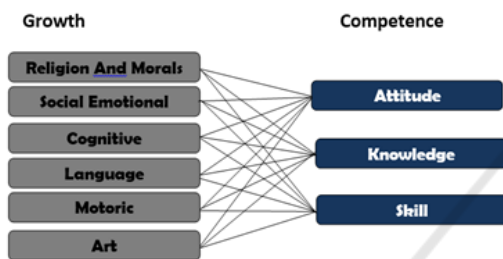 Growth
Competence
Religion And Morals
Social Emotional
Cognitive
Language
Motoric
Art
Attitude
Knowledge
Skill